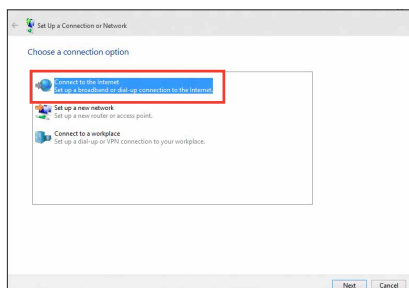 Set Up a Connection or Network
Choose a connection option
Connect to the Internet
Set up a broadband or dial-up connection to the Internet.
Set up a new network
Set up a new router or access point.
Connect to a workplace
Set up a dial-up or VPN connection to your workplace.
Next Cancel